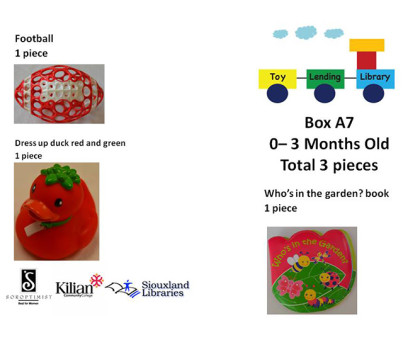 Football
1 piece
Dress up duck red and green
1 piece
S
SOROPTIMIST
Kilian
Community College
Siouxland
Libraries
Toy Lending Library
Box A7
0– 3 Months Old
Total 3 pieces
Who's in the garden? book
1 piece
Who's in the Garden?